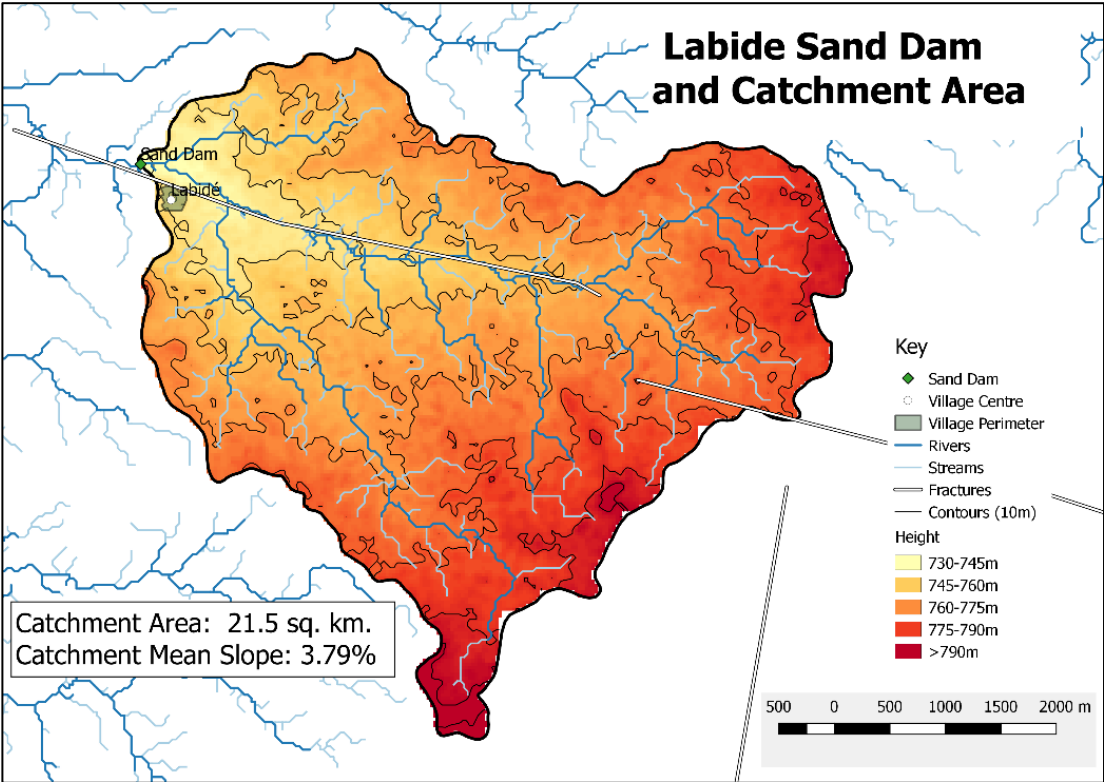 Labide Sand Dam
and Catchment Area
Sand Dam
Labidé
Key
Sand Dam
Village Centre
Village Perimeter
Rivers
Streams
Fractures
Contours (10m)
Height
730-745m
745-760m
760-775m
775-790m
>790m
Catchment Area: 21.5 sq. km.
Catchment Mean Slope: 3.79%
500 0 500 1000 1500 2000 m